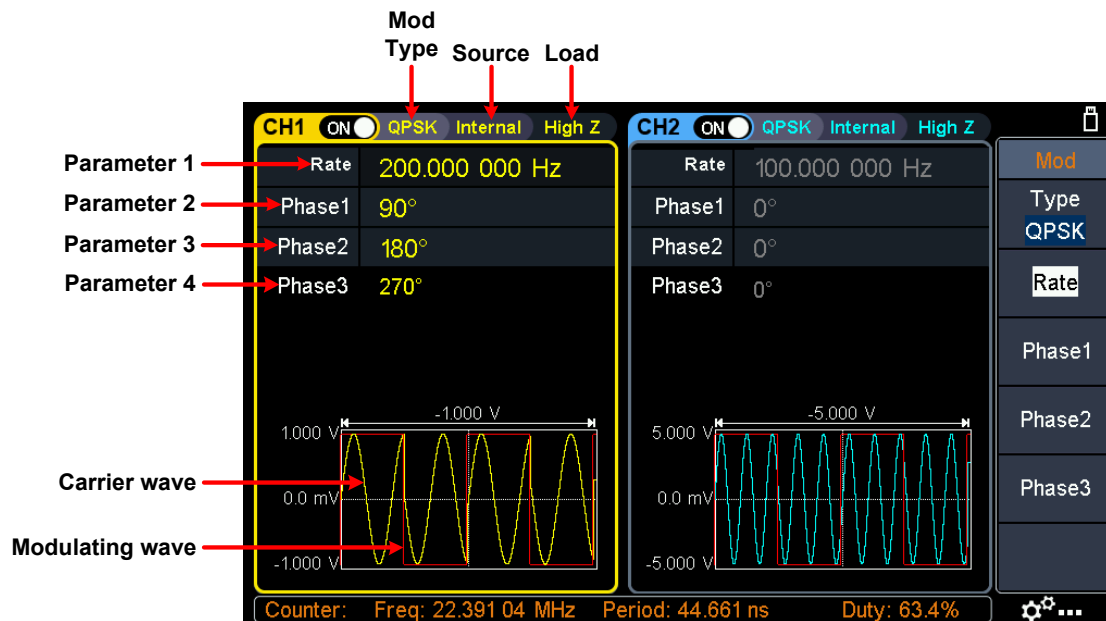 Mod
Type Source Load
CH1 ON QPSK Internal High Z
CH2 ON QPSK Internal High Z
Parameter 1
Rate 200.000 000 Hz
Rate 100.000 000 Hz
Mod
Parameter 2
Phase1 90°
Phase1 0°
Type
QPSK
Parameter 3
Phase2 180°
Phase2 0°
Parameter 4
Phase3 270°
Phase3 0°
Rate
Phase1
Phase2
Phase3
-1.000 V
1.000 V
0.0 mV
-1.000 V
-5.000 V
5.000 V
0.0 mV
-5.000 V
Carrier wave
Modulating wave
Counter: Freq: 22.391 04 MHz Period: 44.661 ns Duty: 63.4%